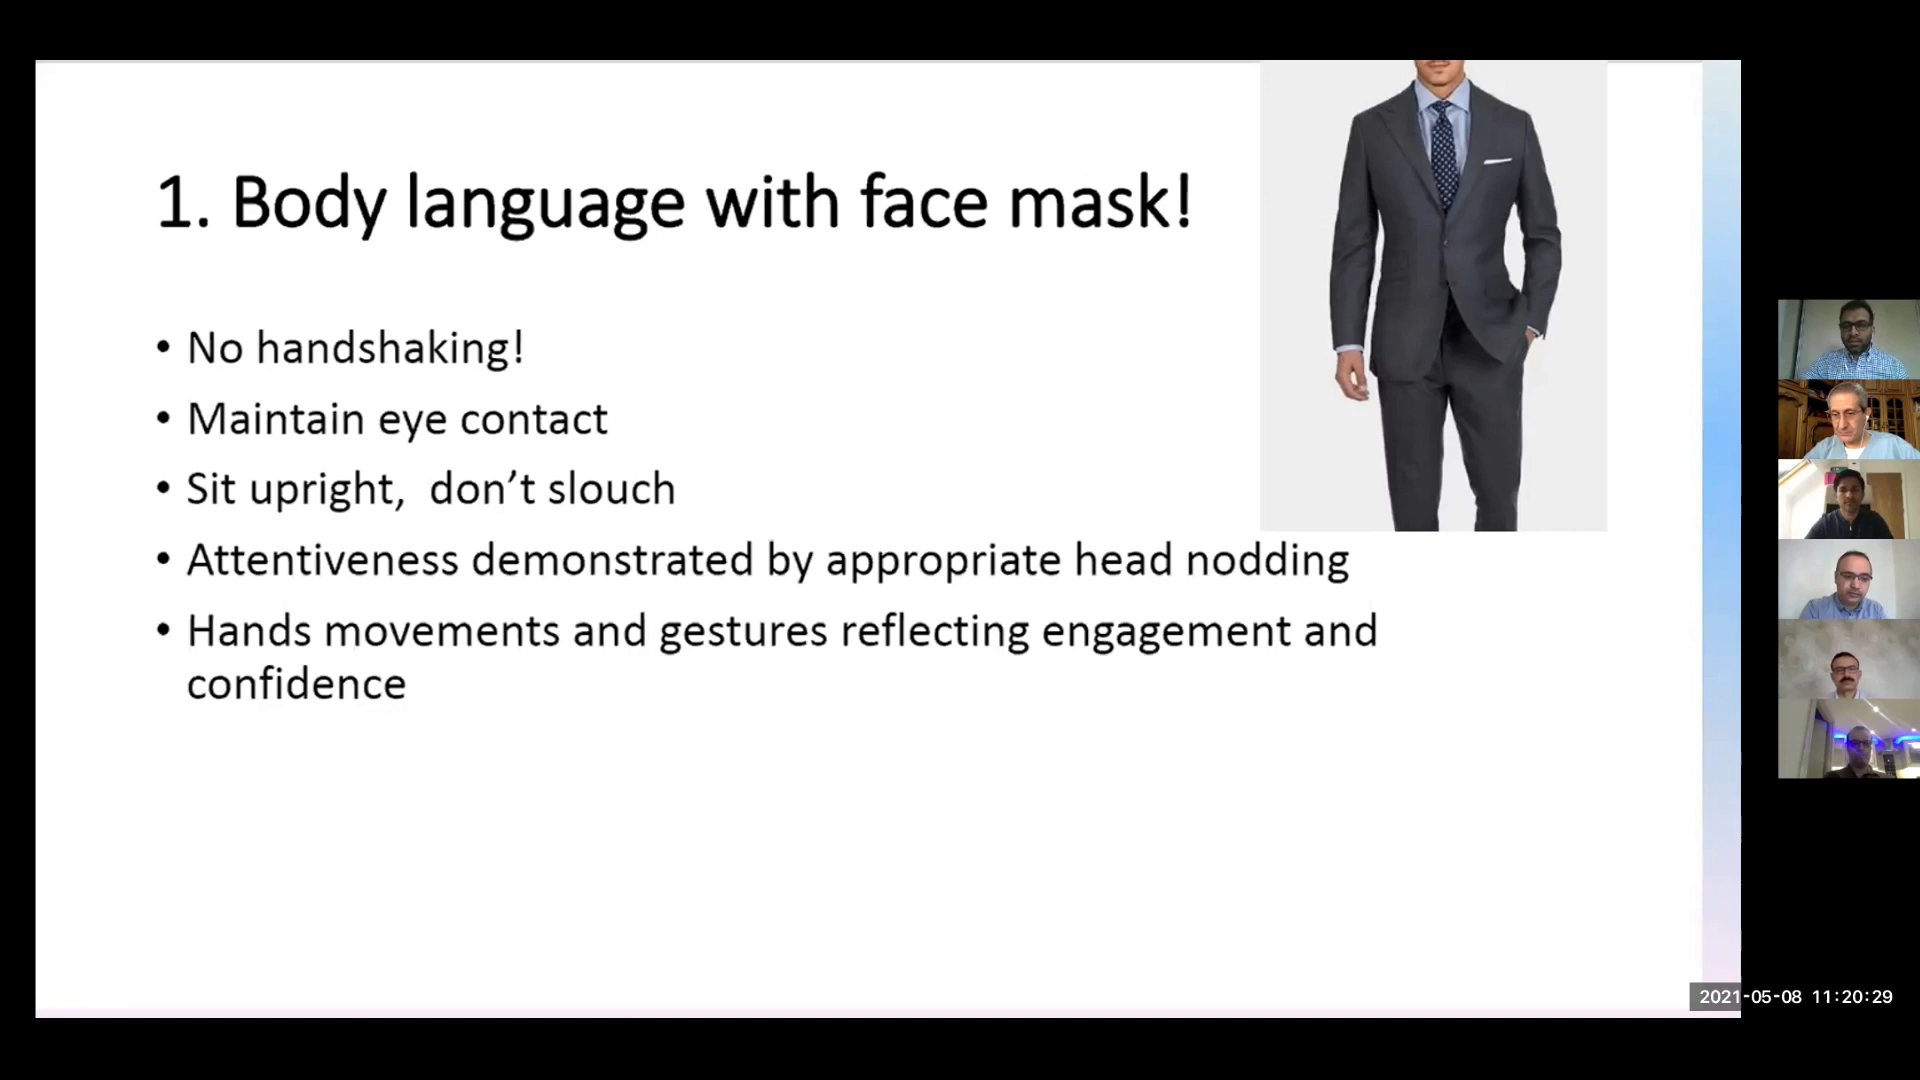 1. Body language with face mask!
• No handshaking!
• Maintain eye contact
• Sit upright,  don’t slouch
• Attentiveness demonstrated by appropriate head nodding
• Hands movements and gestures reflecting engagement and
confidence
2021-05-08 11:20:29